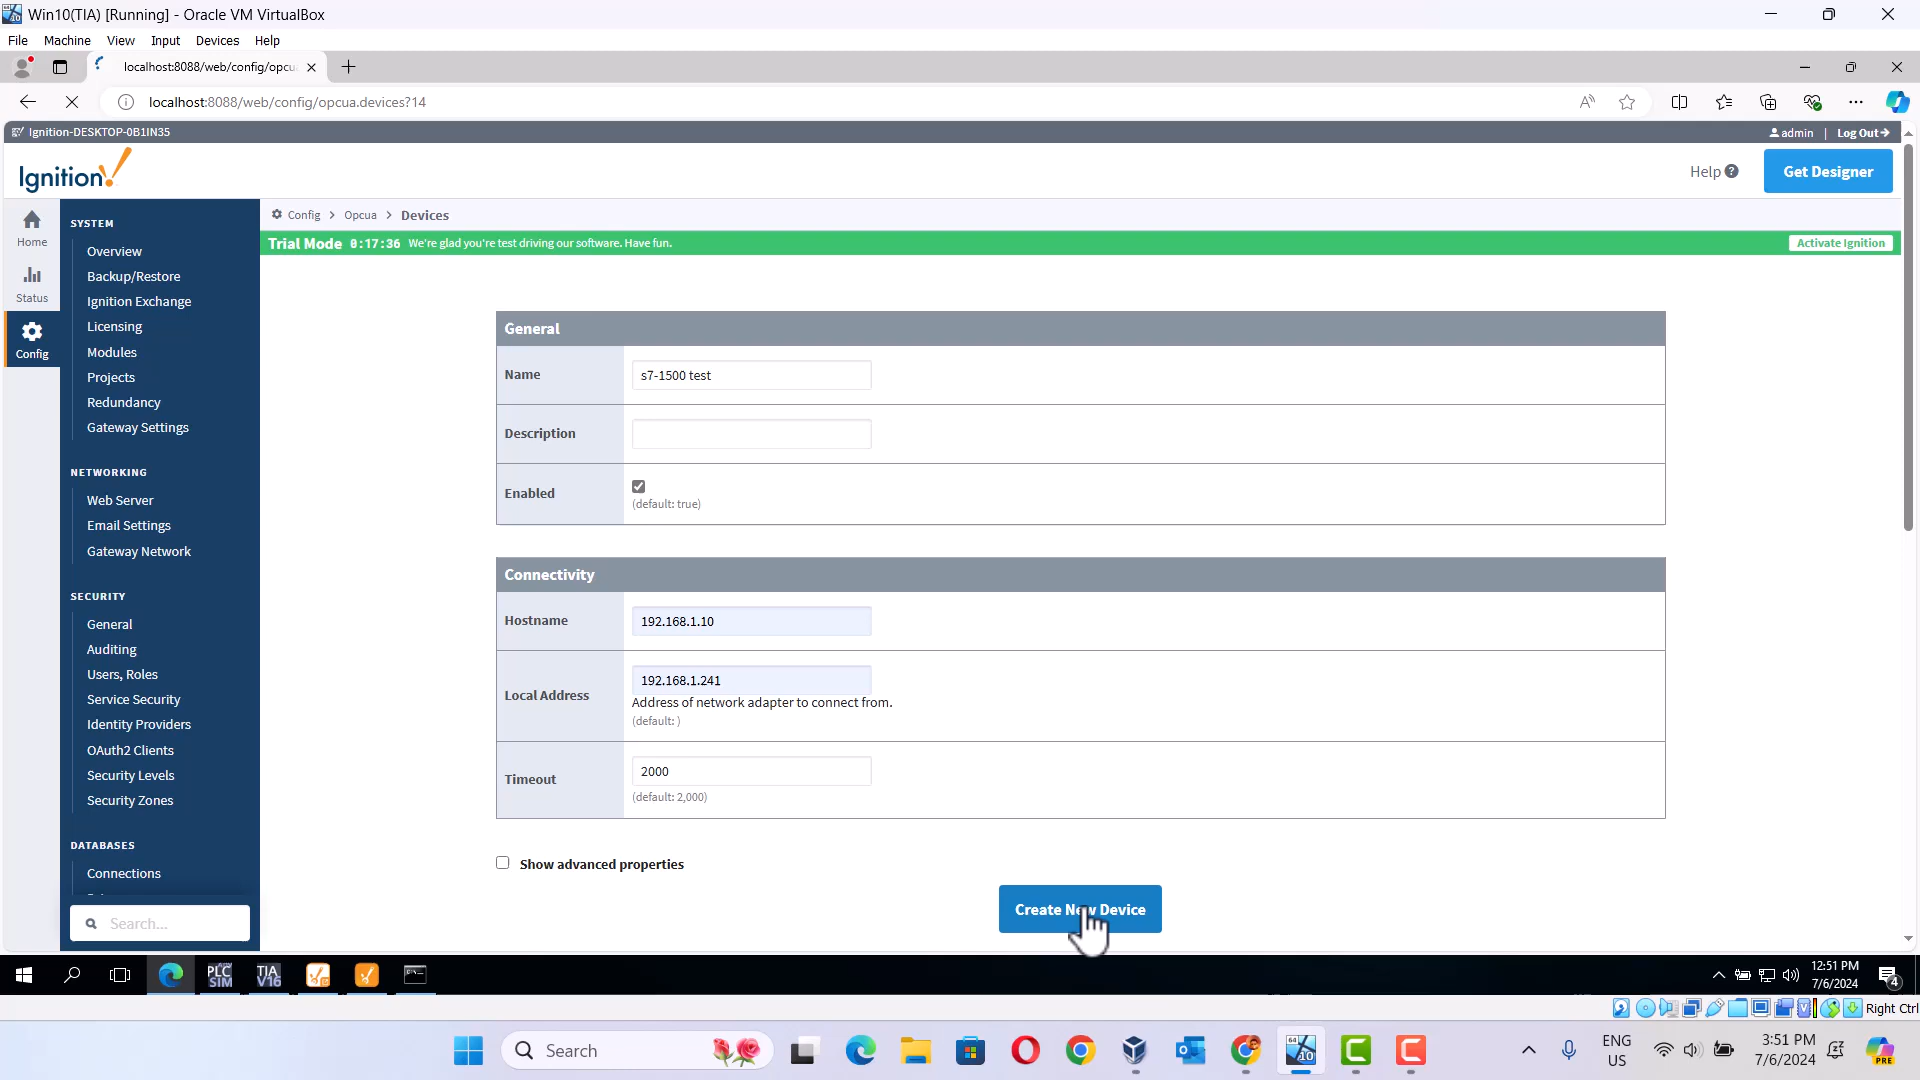 Win10(TIA) [Running] - Oracle VM VirtualBox
File Machine View Input Devices Help
localhost:8088/web/config/opcu
localhost:8088/web/config/opcua.devices?14
Ignition-DESKTOP-0B1IN35
admin | Log Out
Ignition!
Help
Get Designer
Home
Status
Config
SYSTEM
Overview
Backup/Restore
Ignition Exchange
Licensing
Modules
Projects
Redundancy
Gateway Settings
NETWORKING
Web Server
Email Settings
Gateway Network
SECURITY
General
Auditing
Users, Roles
Service Security
Identity Providers
OAuth2 Clients
Security Levels
Security Zones
DATABASES
Connections
Search...
Config > Opcua > Devices
Trial Mode 0:17:36 We're glad you're test driving our software. Have fun.
Activate Ignition
General
Name
s7-1500 test
Description
Enabled
(default: true)
Connectivity
Hostname
192.168.1.10
Local Address
192.168.1.241
Address of network adapter to connect from.
(default: )
Timeout
2000
(default: 2,000)
Show advanced properties
Create New Device
PLC
SIM
TIA
V16
12:51 PM
7/6/2024
4
Right Ctrl
Search
64
10
ENG
US
3:51 PM
7/6/2024
PRE